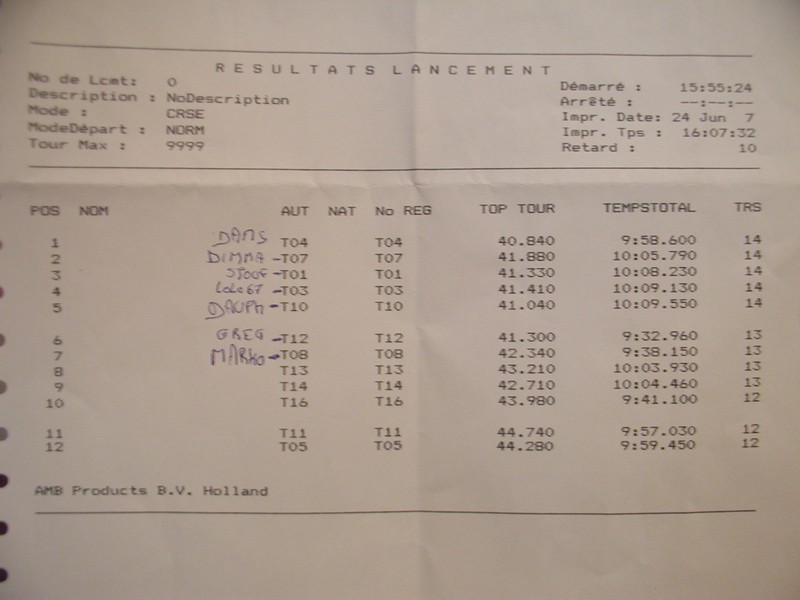 RESULTATS LANCEMENT
No de Lcmt: 0
Description : NoDescription
Mode : CRSE
ModeDépart : NORM
Tour Max : 9999
Démarré : 15:55:24
Arrêté : --:--:--
Impr. Date: 24 Jun 7
Impr. Tps : 16:07:32
Retard : 10
POS NOM AUT NAT No REG TOP TOUR TEMPSTOTAL TRS
1 DAMS T04 T04 40.840 9:58.600 14
2 DIMMA -T07 T07 41.880 10:05.790 14
3 -T01 T01 41.330 10:08.230 14
4 Lolo67 -T03 T03 41.410 10:09.130 14
5 DAUPH -T10 T10 41.040 10:09.550 14
6 GREG -T12 T12 41.300 9:32.960 13
7 MARKO -T08 T08 42.340 9:38.150 13
8 T13 T13 43.210 10:03.930 13
9 T14 T14 42.710 10:04.460 13
10 T16 T16 43.980 9:41.100 12
11 T11 T11 44.740 9:57.030 12
12 T05 T05 44.280 9:59.450 12
AMB Products B.V. Holland